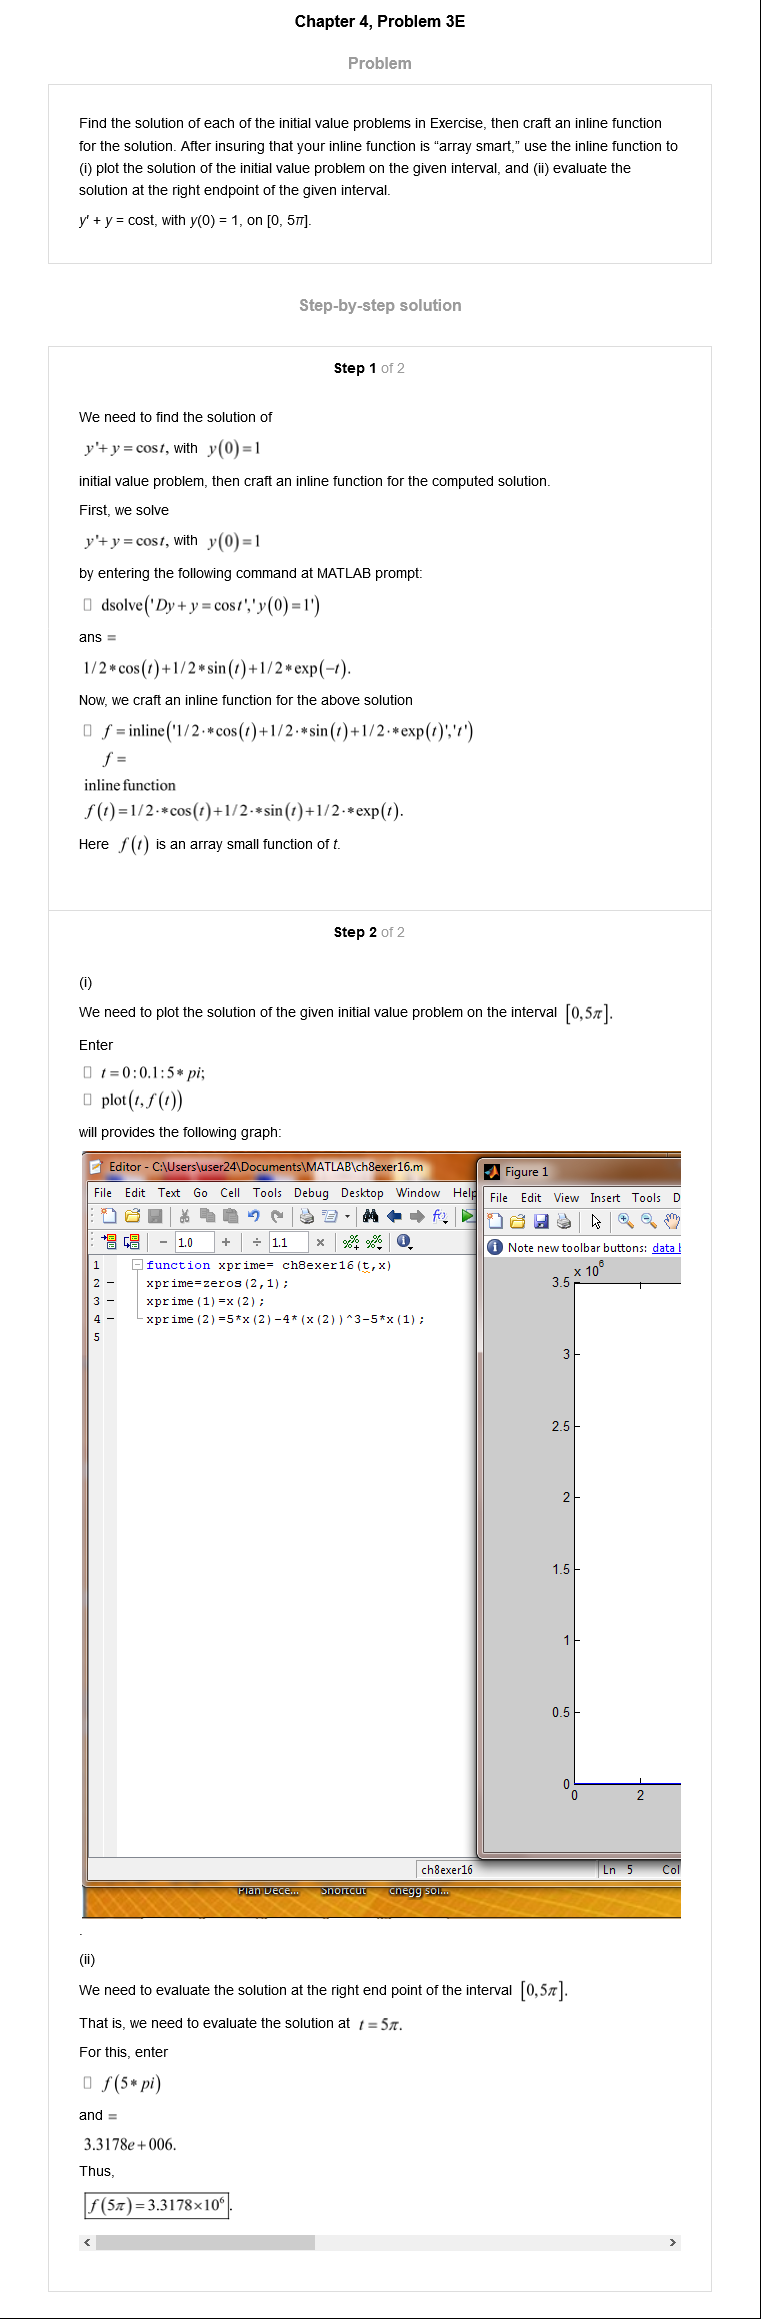 Chapter 4, Problem 3E
Problem
Find the solution of each of the initial value problems in Exercise, then craft an inline function
for the solution. After insuring that your inline function is “array smart,” use the inline function to
(i) plot the solution of the initial value problem on the given interval, and (ii) evaluate the
solution at the right endpoint of the given interval.
y′ + y = cost, with y(0) = 1, on [0, 5π].
Step-by-step solution
Step 1 of 2
We need to find the solution of
y'+ y = cos t, with y(0) = 1
initial value problem, then craft an inline function for the computed solution.
First, we solve
y'+ y = cos t, with y(0) = 1
by entering the following command at MATLAB prompt:
dsolve('Dy + y = cos t','y(0) = 1')
ans =
1/2*cos(t)+1/2*sin(t)+1/2*exp(−t).
Now, we craft an inline function for the above solution
f = inline('1/2·*cos(t)+1/2·*sin(t)+1/2·*exp(t)','t')
f =
inline function
f(t)=1/2·*cos(t)+1/2·*sin(t)+1/2·*exp(t).
Here f(t) is an array small function of t.
Step 2 of 2
(i)
We need to plot the solution of the given initial value problem on the interval [0,5π].
Enter
t = 0:0.1:5* pi;
plot(t, f(t))
will provides the following graph:
Editor - C:\Users\user24\Documents\MATLAB\ch8exer16.m
File Edit Text Go Cell Tools Debug Desktop Window Help
1.0 1.1
1 function xprime= ch8exer16(t,x)
2 xprime=zeros(2,1);
3 xprime(1)=x(2);
4 xprime(2)=5*x(2)-4*(x(2))^3-5*x(1);
5
Figure 1
File Edit View Insert Tools D
Note new toolbar buttons: data b
x 10^6
3.5
3
2.5
2
1.5
1
0.5
0
0 2
ch8exer16 Ln 5 Col
Plan Dece... Shortcut chegg sol...
.
(ii)
We need to evaluate the solution at the right end point of the interval [0,5π].
That is, we need to evaluate the solution at t = 5π.
For this, enter
f(5* pi)
and =
3.3178e+006.
Thus,
f(5π) = 3.3178×10⁶.